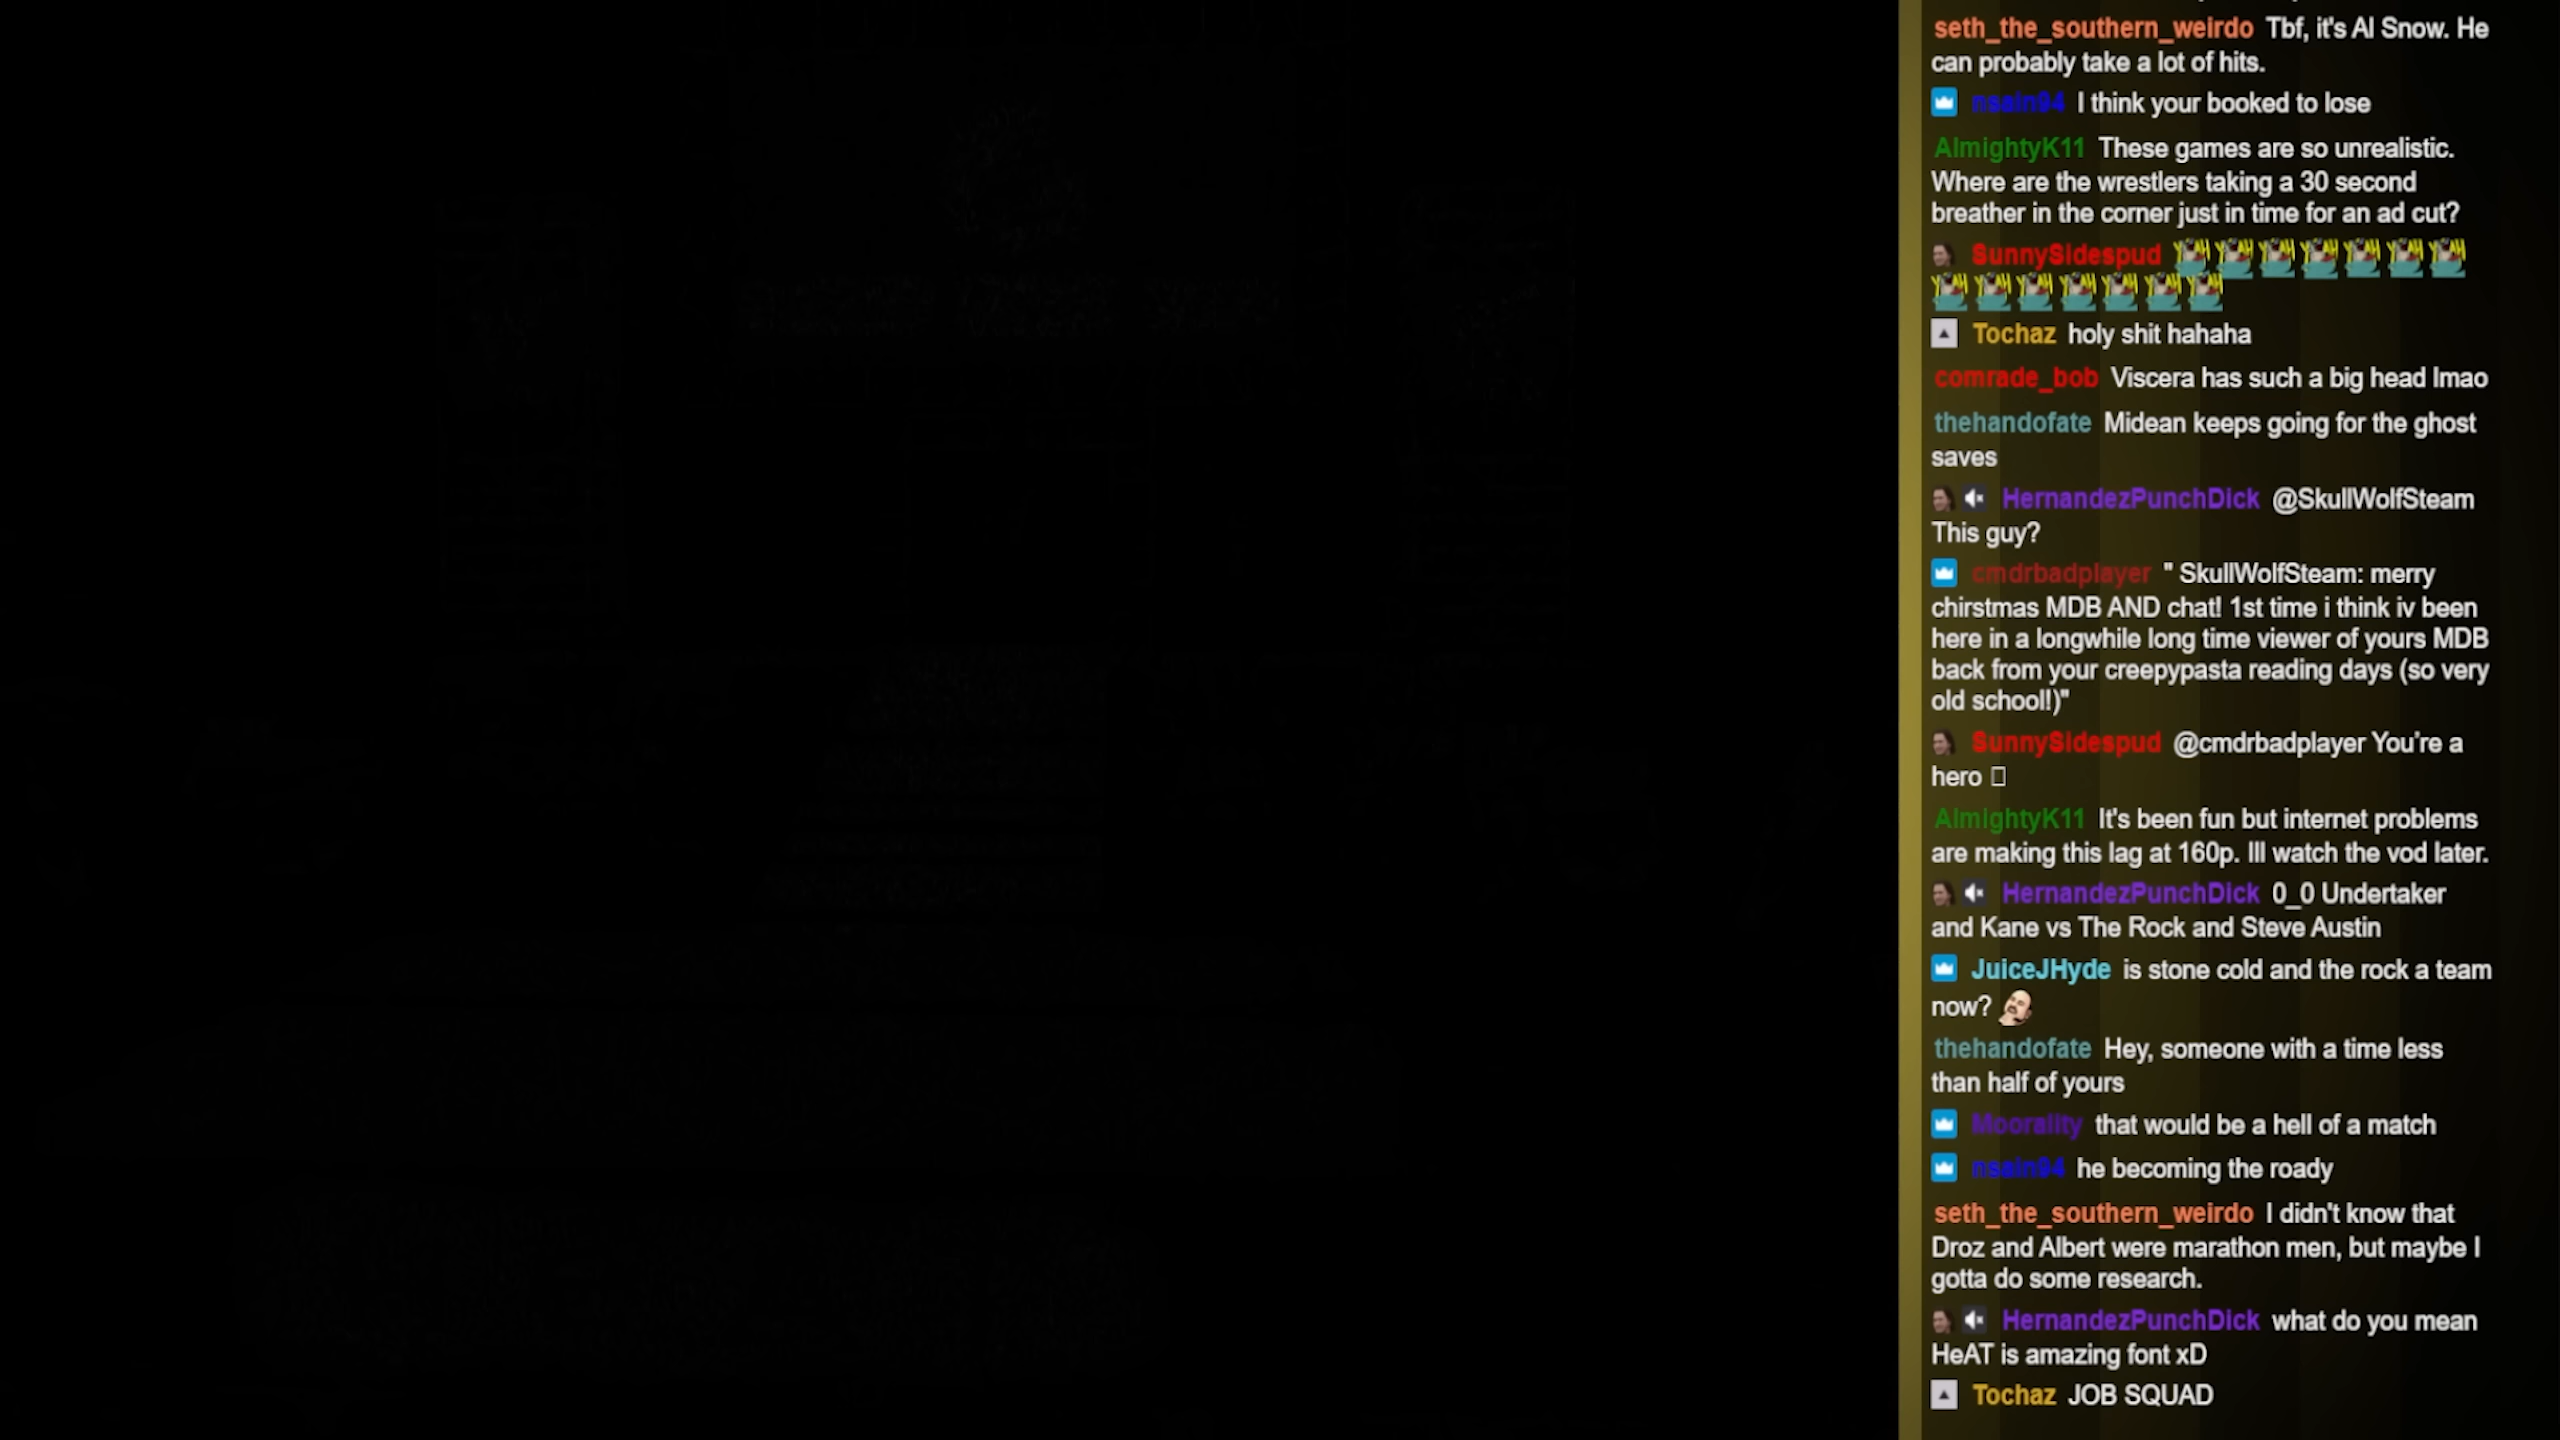 seth_the_southern_weirdo Tbf, it's Al Snow. He
can probably take a lot of hits.
nsain94 I think your booked to lose
AlmightyK11 These games are so unrealistic.
Where are the wrestlers taking a 30 second
breather in the corner just in time for an ad cut?
SunnySidespud
Tochaz holy shit hahaha
comrade_bob Viscera has such a big head lmao
thehandofate Midean keeps going for the ghost
saves
HernandezPunchDick @SkullWolfSteam
This guy?
cmdrbadplayer " SkullWolfSteam: merry
chirstmas MDB AND chat! 1st time i think iv been
here in a longwhile long time viewer of yours MDB
back from your creepypasta reading days (so very
old school!)"
SunnySidespud @cmdrbadplayer You're a
hero
AlmightyK11 It's been fun but internet problems
are making this lag at 160p. Ill watch the vod later.
HernandezPunchDick 0_0 Undertaker
and Kane vs The Rock and Steve Austin
JuiceJHyde is stone cold and the rock a team
now?
thehandofate Hey, someone with a time less
than half of yours
Moorality that would be a hell of a match
nsain94 he becoming the roady
seth_the_southern_weirdo I didn't know that
Droz and Albert were marathon men, but maybe I
gotta do some research.
HernandezPunchDick what do you mean
HeAT is amazing font xD
Tochaz JOB SQUAD